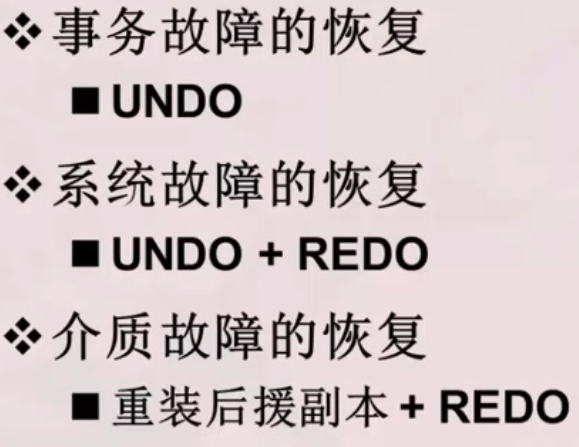 ❖事务故障的恢复
■ UNDO
❖系统故障的恢复
■ UNDO + REDO
❖介质故障的恢复
■ 重装后援副本 + REDO